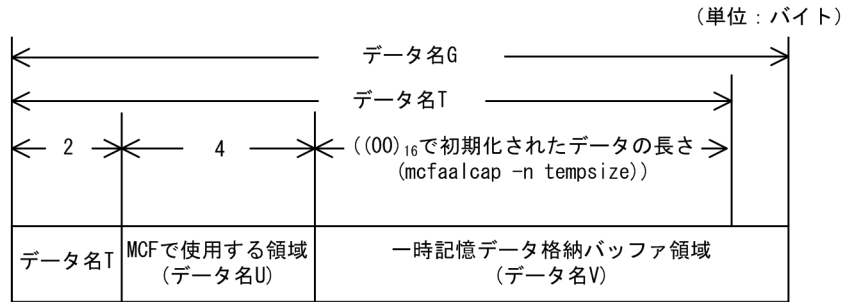 (単位:バイト)
データ名G
データ名T
2
4
((00)₁₆で初期化されたデータの長さ
(mcfaalcap -n tempsize))
データ名T
MCFで使用する領域
(データ名U)
一時記憶データ格納バッファ領域
(データ名V)